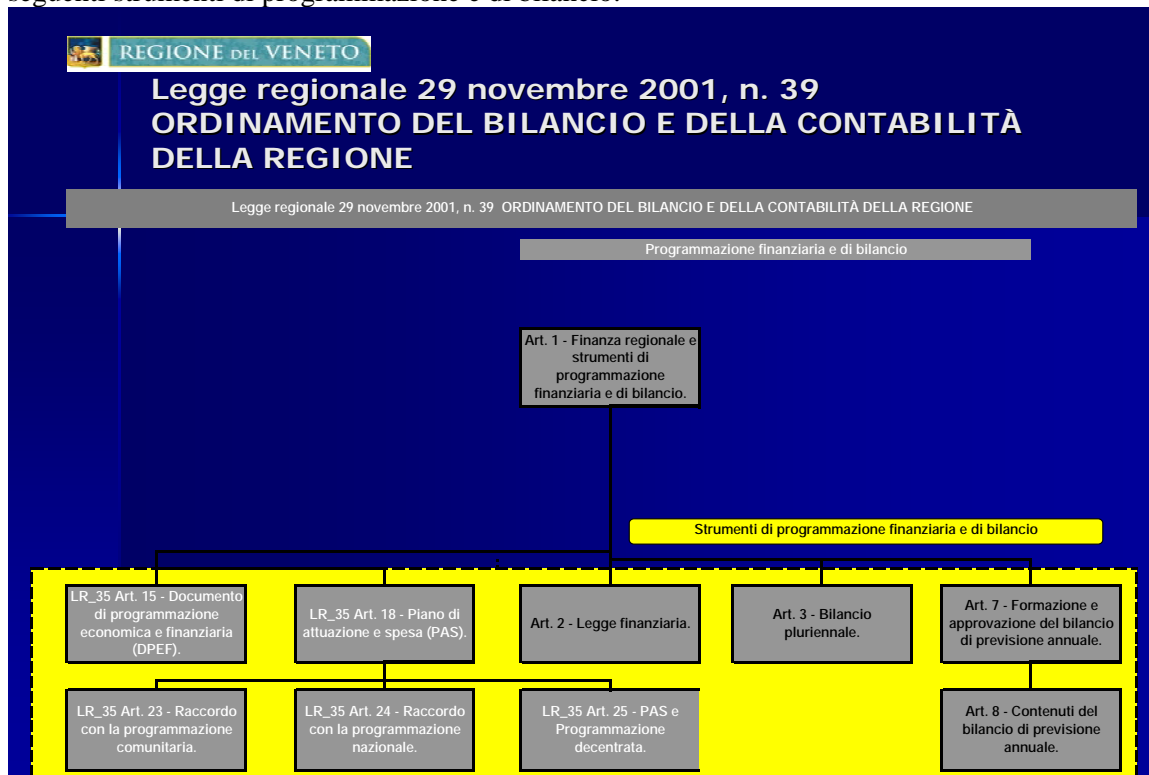 seguenti strumenti di programmazione e di bilancio.
REGIONE DEL VENETO
Legge regionale 29 novembre 2001, n. 39
ORDINAMENTO DEL BILANCIO E DELLA CONTABILITÀ
DELLA REGIONE
Legge regionale 29 novembre 2001, n. 39 ORDINAMENTO DEL BILANCIO E DELLA CONTABILITÀ DELLA REGIONE
Programmazione finanziaria e di bilancio
Art. 1 - Finanza regionale e
strumenti di
programmazione
finanziaria e di bilancio.
Strumenti di programmazione finanziaria e di bilancio
LR_35 Art. 15 - Documento
di programmazione
economica e finanziaria
(DPEF).
LR_35 Art. 18 - Piano di
attuazione e spesa (PAS).
Art. 2 - Legge finanziaria.
Art. 3 - Bilancio
pluriennale.
Art. 7 - Formazione e
approvazione del bilancio
di previsione annuale.
LR_35 Art. 23 - Raccordo
con la programmazione
comunitaria.
LR_35 Art. 24 - Raccordo
con la programmazione
nazionale.
LR_35 Art. 25 - PAS e
Programmazione
decentrata.
Art. 8 - Contenuti del
bilancio di previsione
annuale.